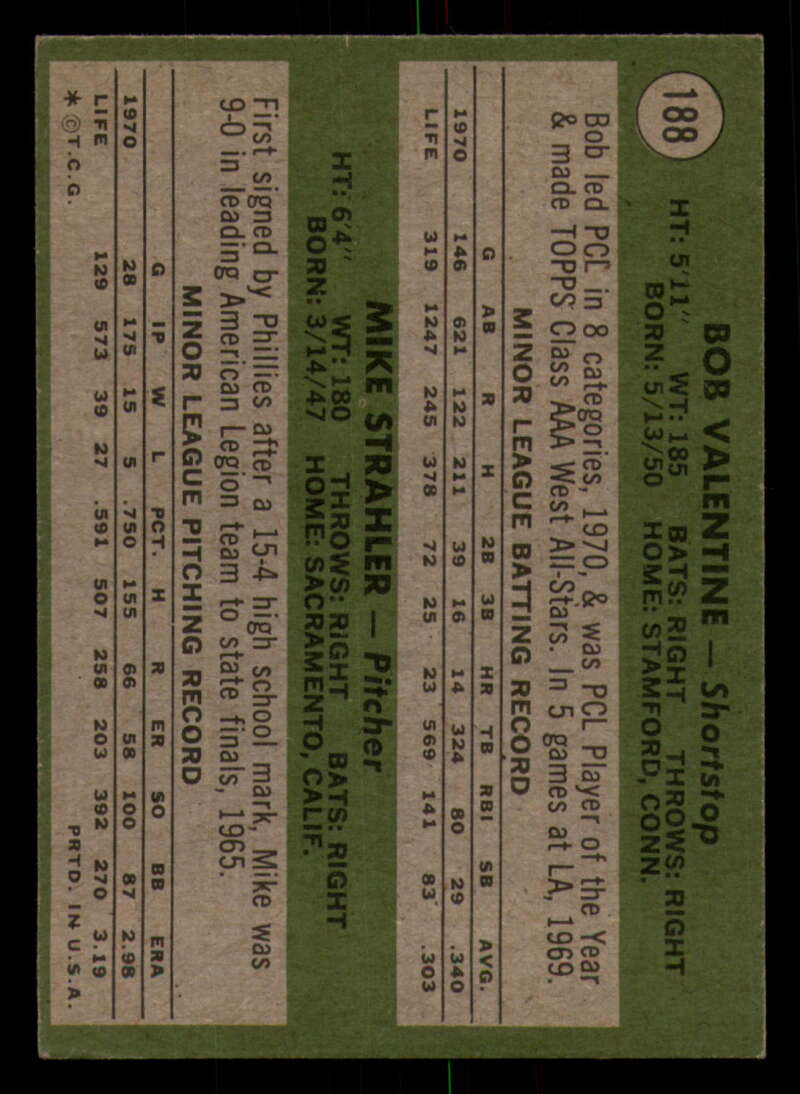 188
BOB VALENTINE — Shortstop
HT: 5'11" WT: 185 BATS: RIGHT THROWS: RIGHT
BORN: 5/13/50 HOME: STAMFORD, CONN.
Bob led PCL in 8 categories, 1970, & was PCL Player of the Year
& made TOPPS Class AAA West All-Stars. In 5 games at LA, 1969.
MINOR LEAGUE BATTING RECORD
G AB R H 2B 3B HR TB RBI SB AVG.
1970 146 621 122 211 39 16 14 324 80 29 .340
LIFE 319 1247 245 378 72 25 23 569 141 83 .303
MIKE STRAHLER — Pitcher
HT: 6'4" WT: 180 THROWS: RIGHT BATS: RIGHT
BORN: 3/14/47 HOME: SACRAMENTO, CALIF.
First signed by Phillies after a 15-4 high school mark, Mike was
9-0 in leading American Legion team to state finals, 1965.
MINOR LEAGUE PITCHING RECORD
G IP W L PCT. H R ER SO BB ERA
1970 28 175 15 5 .750 155 66 58 100 87 2.98
LIFE 129 573 39 27 .591 507 258 203 392 270 3.19
* ©T.C.G. PRTD. IN U.S.A.